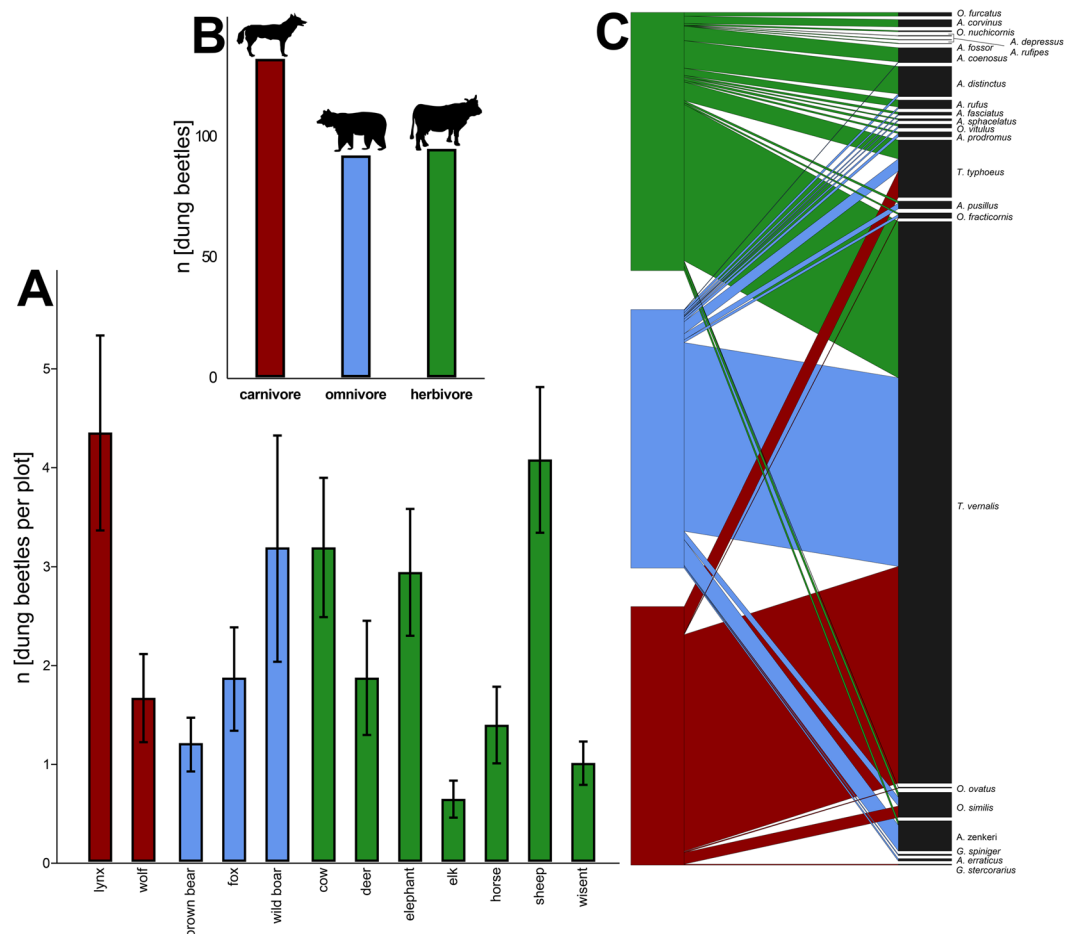 A
n [dung beetles per plot]
5
4
3
2
1
0
lynx
wolf
brown bear
fox
wild boar
cow
deer
elephant
elk
horse
sheep
wisent
B
n [dung beetles]
100
50
0
carnivore omnivore herbivore
C
O. furcatus
A. corvinus
O. nuchicornis
A. depressus
A. fossor
A. rufipes
A. coenosus
A. distinctus
A. rufus
A. fasciatus
A. sphacelatus
O. vitulus
A. prodromus
T. typhoeus
A. pusillus
O. fracticornis
T. vernalis
O. ovatus
O. similis
A. zenkeri
G. spiniger
A. erraticus
G. stercorarius